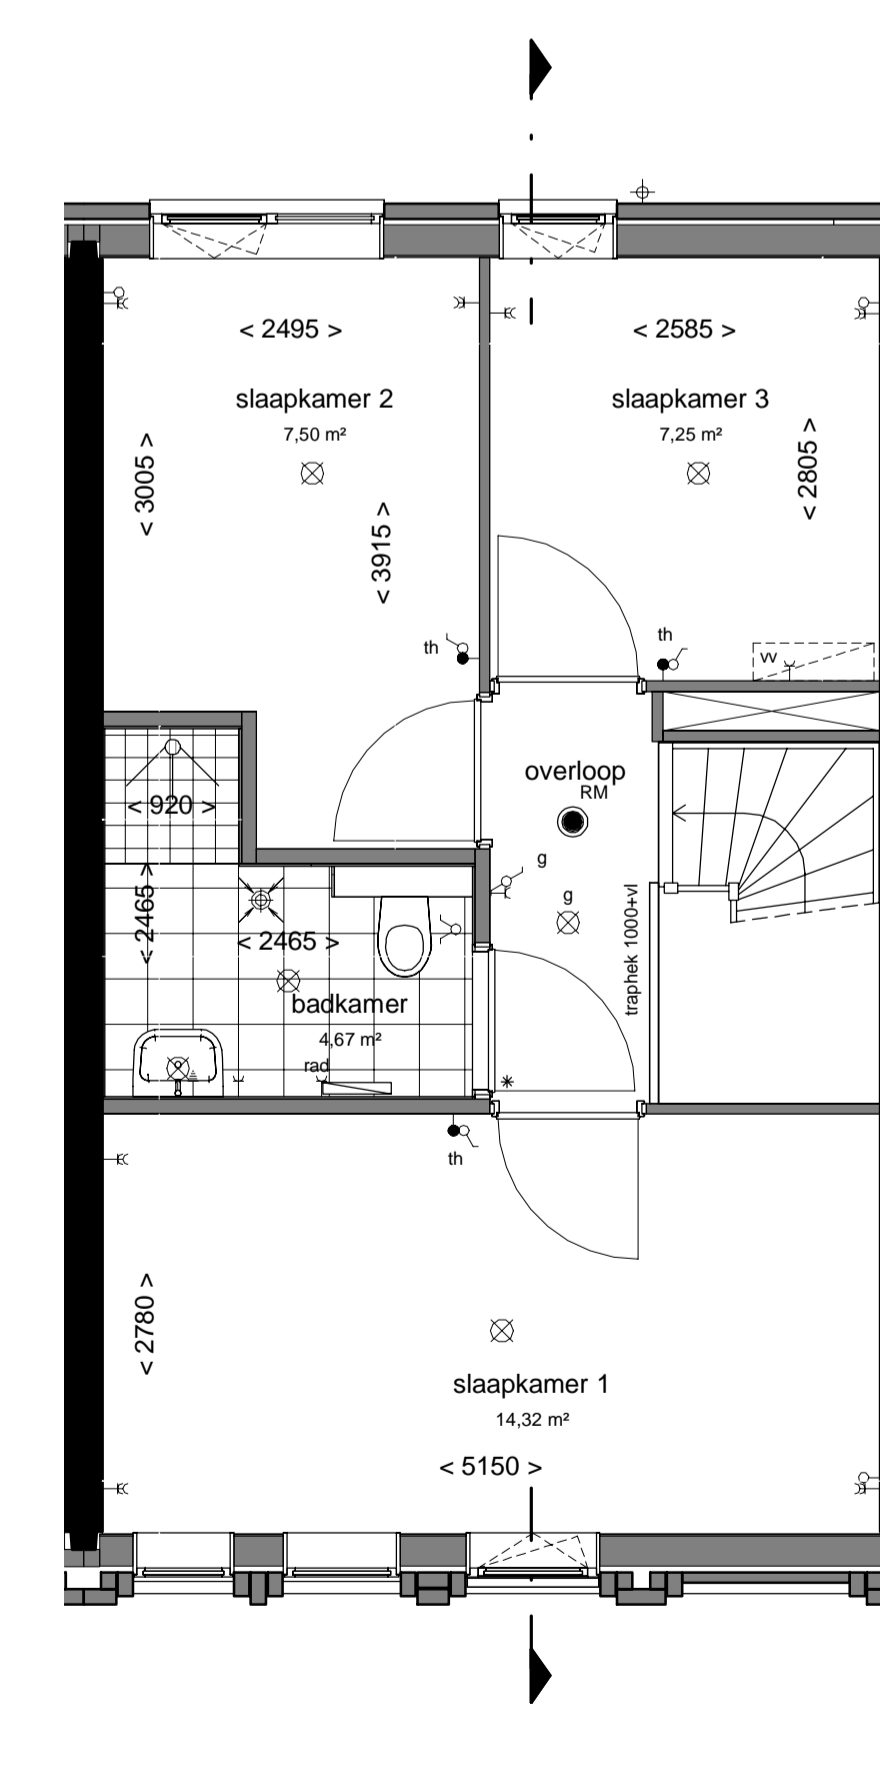 < 2495 >
< 2585 >
slaapkamer 2
7,50 m²
slaapkamer 3
7,25 m²
< 3005 >
< 2805 >
< 3915 >
th
th
vv
overloop
RM
< 920 >
g
g
< 2465 >
< 2465 >
traphek 1000+vl
badkamer
4,67 m²
rad
th
< 2780 >
slaapkamer 1
14,32 m²
< 5150 >